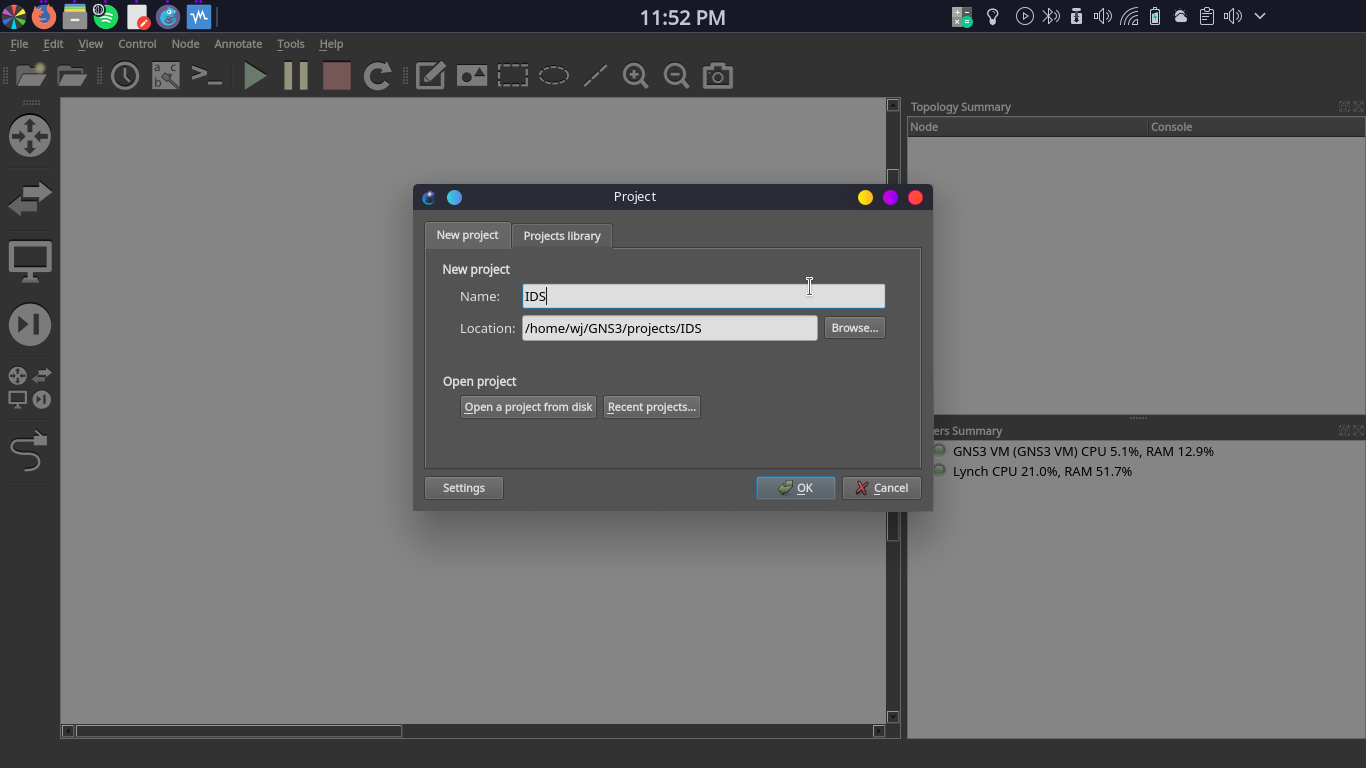 11:52 PM
File Edit View Control Node Annotate Tools Help
Topology Summary
Node Console
Project
New project Projects library
New project
Name: IDS
Location: /home/wj/GNS3/projects/IDS Browse...
Open project
Open a project from disk Recent projects...
Settings OK Cancel
ers Summary
GNS3 VM (GNS3 VM) CPU 5.1%, RAM 12.9%
Lynch CPU 21.0%, RAM 51.7%